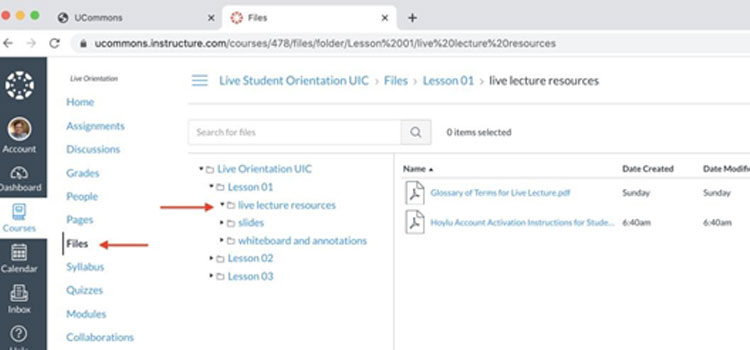 UCommons
Files
ucommons.instructure.com/courses/478/files/folder/Lesson%2001/live%20lecture%20resources
Live Orientation
Home
Assignments
Discussions
Grades
People
Pages
Files
Syllabus
Quizzes
Modules
Collaborations
Account
Dashboard
Courses
Calendar
Inbox
Help
Live Student Orientation UIC > Files > Lesson 01 > live lecture resources
Search for files
0 items selected
Live Orientation UIC
Lesson 01
live lecture resources
slides
whiteboard and annotations
Lesson 02
Lesson 03
Name Date Created Date Modifie
Glossary of Terms for Live Lecture.pdf Sunday Sunday
Hoylu Account Activation Instructions for Stude... 6:40am 6:40am